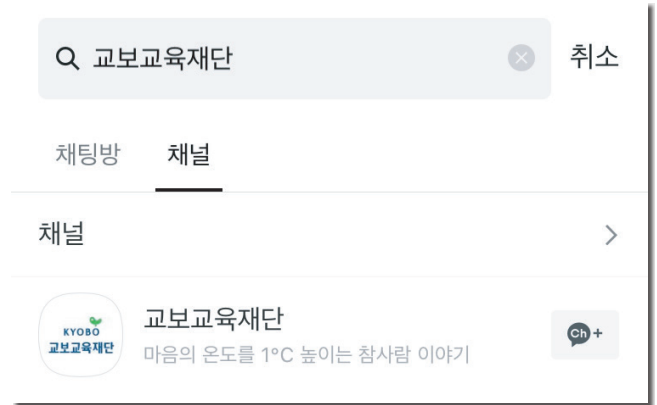 교보교육재단 취소
채팅방 채널
채널
KYOBO
교보교육재단
교보교육재단
마음의 온도를 1°C 높이는 참사람 이야기
Ch+